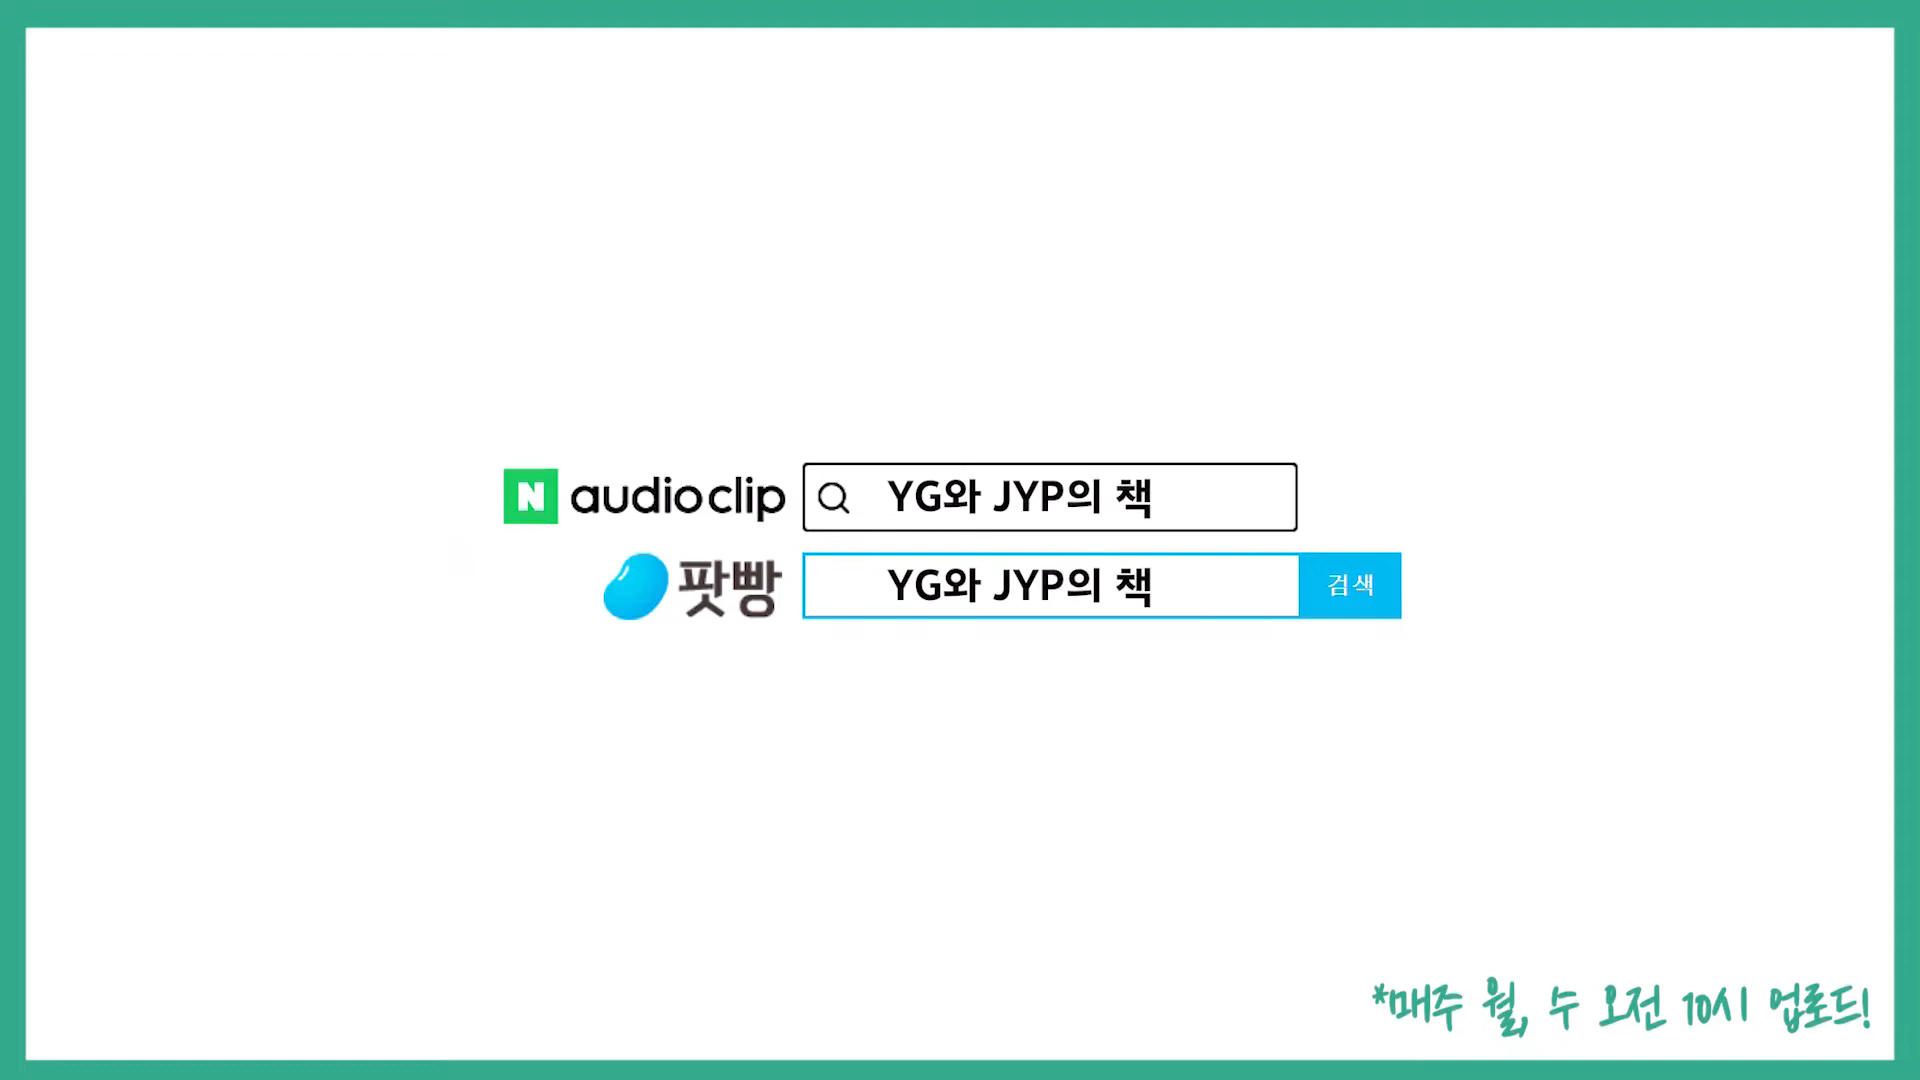 N audioclip YG와 JYP의 책
팟빵 YG와 JYP의 책 검색
*매주 월, 수 오전 10시 업로드!